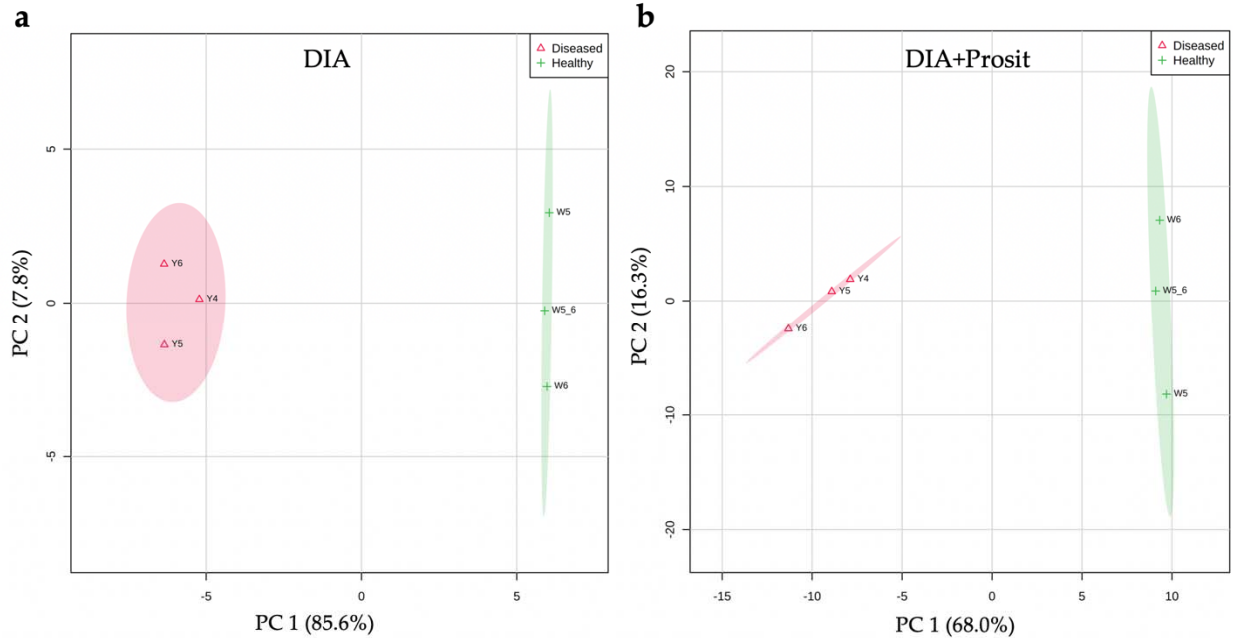 a
DIA
Diseased
Healthy
W5
Y6
Y4
W5_6
Y5
W6
5
0
-5
PC 2 (7.8%)
-5
0
5
PC 1 (85.6%)
b
DIA+Prosit
Diseased
Healthy
W6
Y4
Y5
W5_6
Y6
W5
20
10
0
-10
-20
PC 2 (16.3%)
-15
-10
-5
0
5
10
PC 1 (68.0%)